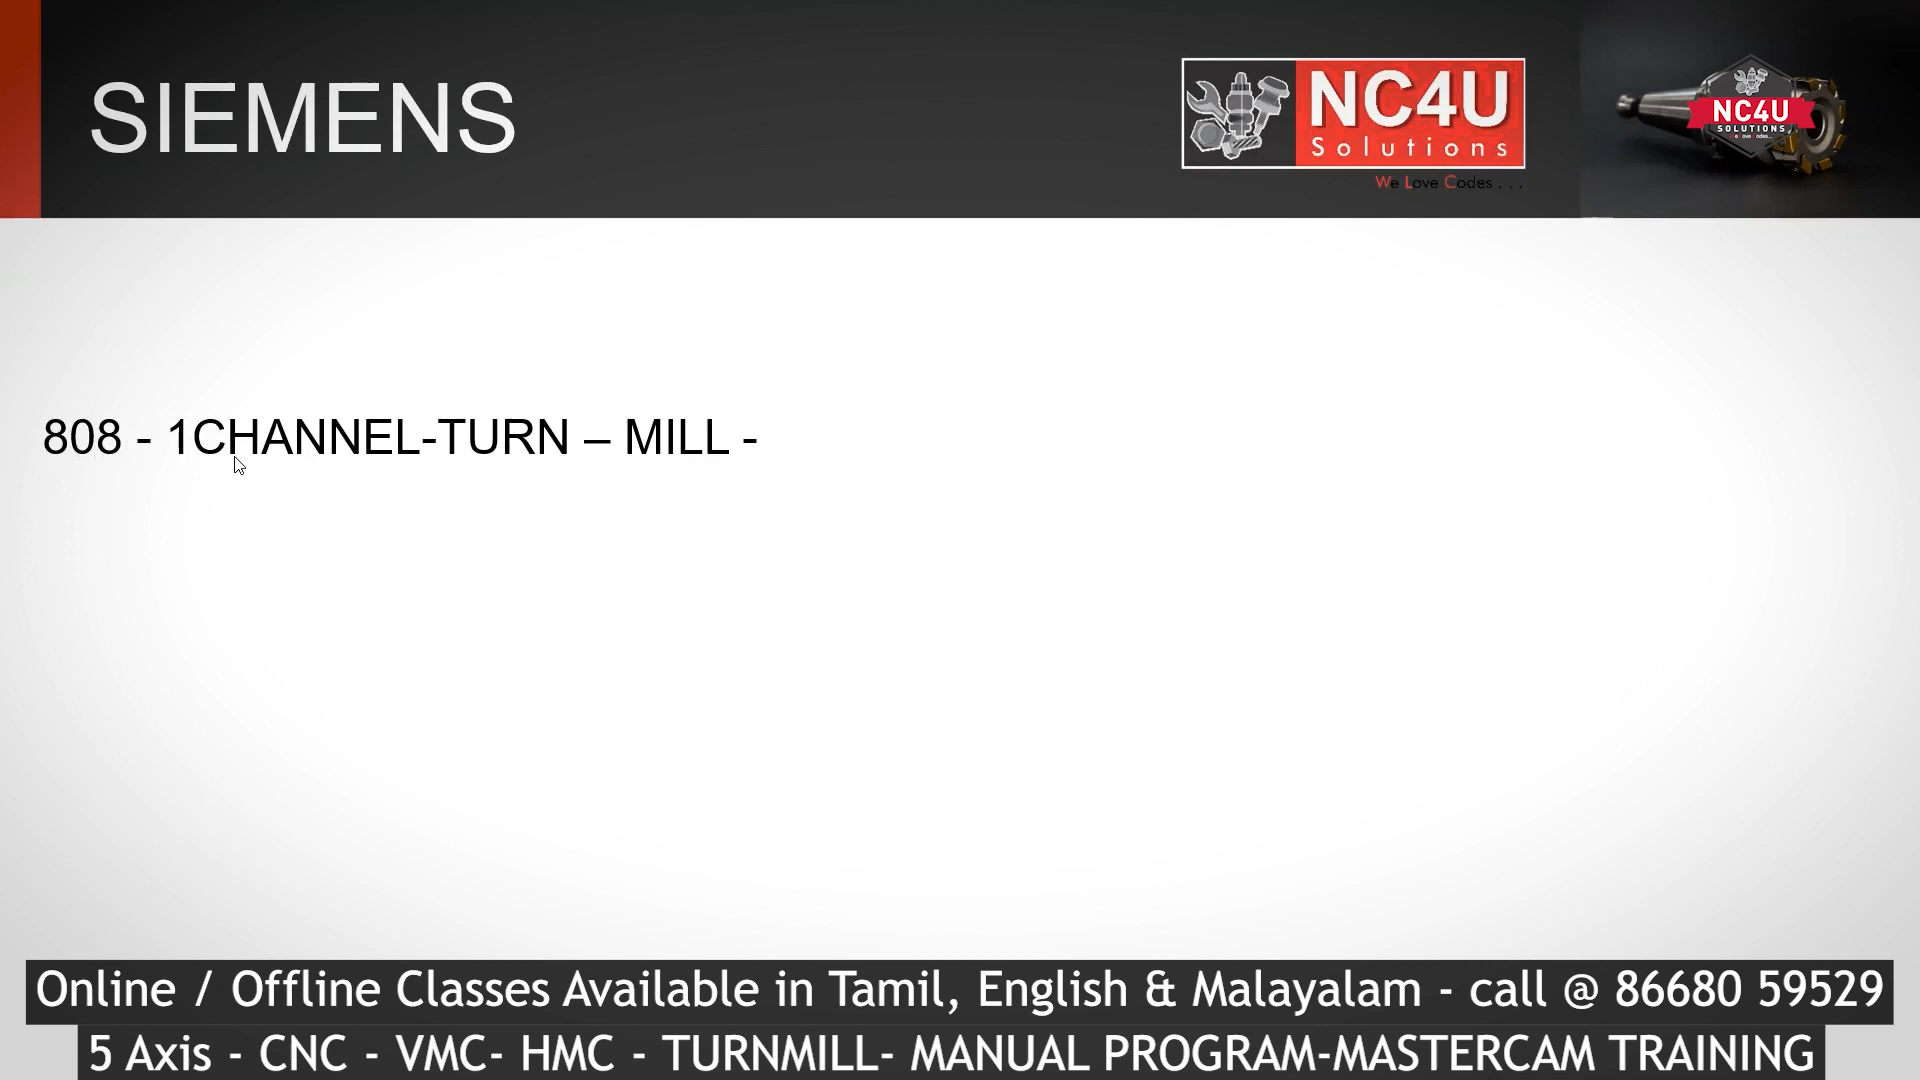 SIEMENS
NC4U
Solutions
We Love Codes . . .
NC4U
SOLUTIONS
808 - 1CHANNEL-TURN – MILL -
Online / Offline Classes Available in Tamil, English & Malayalam - call @ 86680 59529
5 Axis - CNC - VMC- HMC - TURNMILL- MANUAL PROGRAM-MASTERCAM TRAINING